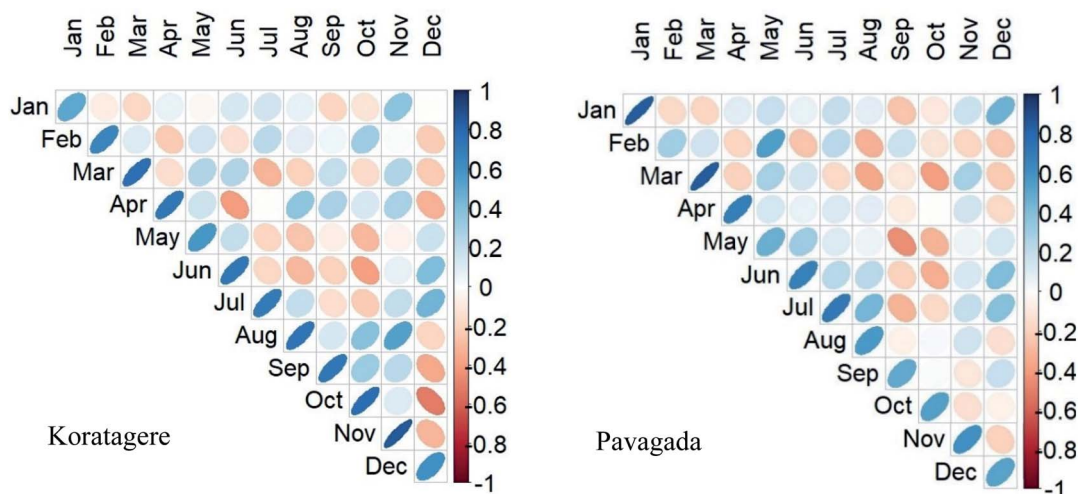 Jan Feb Mar Apr May Jun Jul Aug Sep Oct Nov Dec
Jan
Feb
Mar
Apr
May
Jun
Jul
Aug
Sep
Oct
Nov
Dec
1
0.8
0.6
0.4
0.2
0
-0.2
-0.4
-0.6
-0.8
-1
Koratagere
Jan Feb Mar Apr May Jun Jul Aug Sep Oct Nov Dec
Jan
Feb
Mar
Apr
May
Jun
Jul
Aug
Sep
Oct
Nov
Dec
1
0.8
0.6
0.4
0.2
0
-0.2
-0.4
-0.6
-0.8
-1
Pavagada